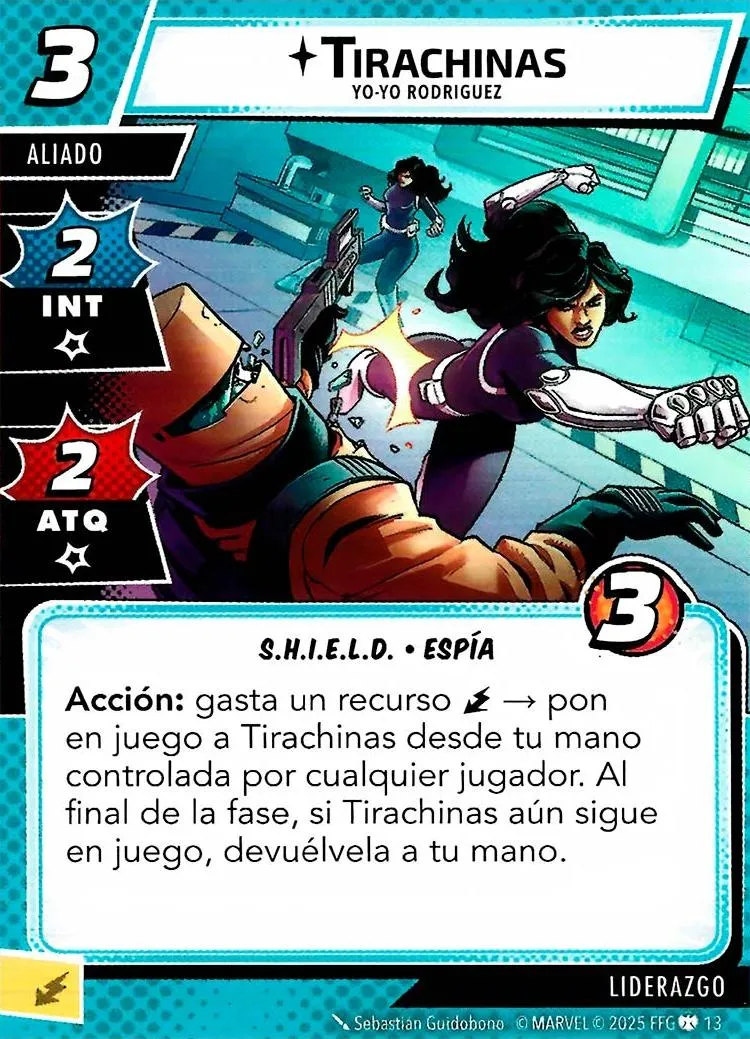 3
TIRACHINAS
YO-YO RODRIGUEZ
ALIADO
2
INT
2
ATQ
3
S.H.I.E.L.D. • ESPÍA
Acción: gasta un recurso → pon
en juego a Tirachinas desde tu mano
controlada por cualquier jugador. Al
final de la fase, si Tirachinas aún sigue
en juego, devuélvela a tu mano.
LIDERAZGO
Sebastian Guidobono © MARVEL © 2025 FFG 13